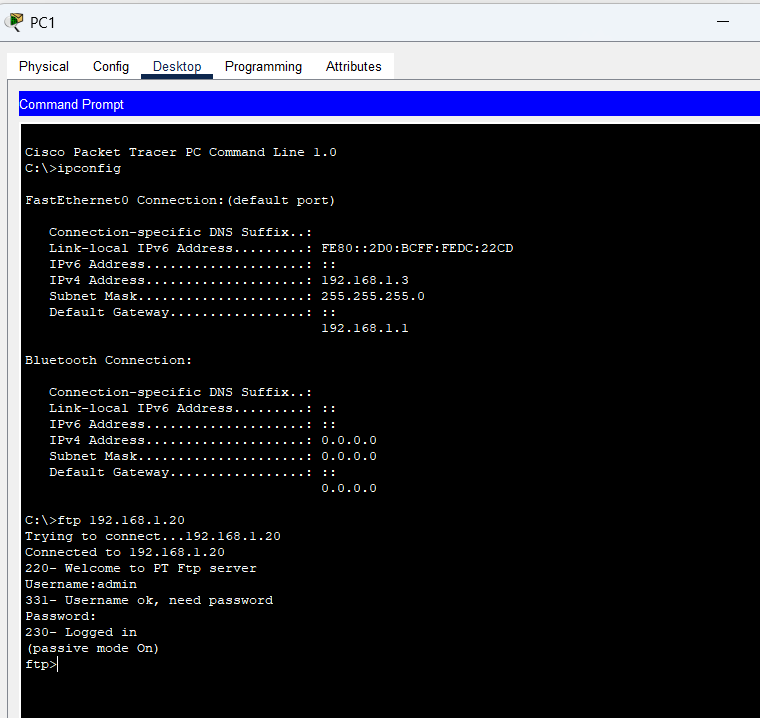 PC1
Physical Config Desktop Programming Attributes
Command Prompt
Cisco Packet Tracer PC Command Line 1.0
C:\>ipconfig
FastEthernet0 Connection:(default port)
Connection-specific DNS Suffix..:
Link-local IPv6 Address.........: FE80::2D0:BCFF:FEDC:22CD
IPv6 Address....................: ::
IPv4 Address....................: 192.168.1.3
Subnet Mask.....................: 255.255.255.0
Default Gateway.................: ::
192.168.1.1
Bluetooth Connection:
Connection-specific DNS Suffix..:
Link-local IPv6 Address.........: ::
IPv6 Address....................: ::
IPv4 Address....................: 0.0.0.0
Subnet Mask.....................: 0.0.0.0
Default Gateway.................: ::
0.0.0.0
C:\>ftp 192.168.1.20
Trying to connect...192.168.1.20
Connected to 192.168.1.20
220- Welcome to PT Ftp server
Username:admin
331- Username ok, need password
Password:
230- Logged in
(passive mode On)
ftp>